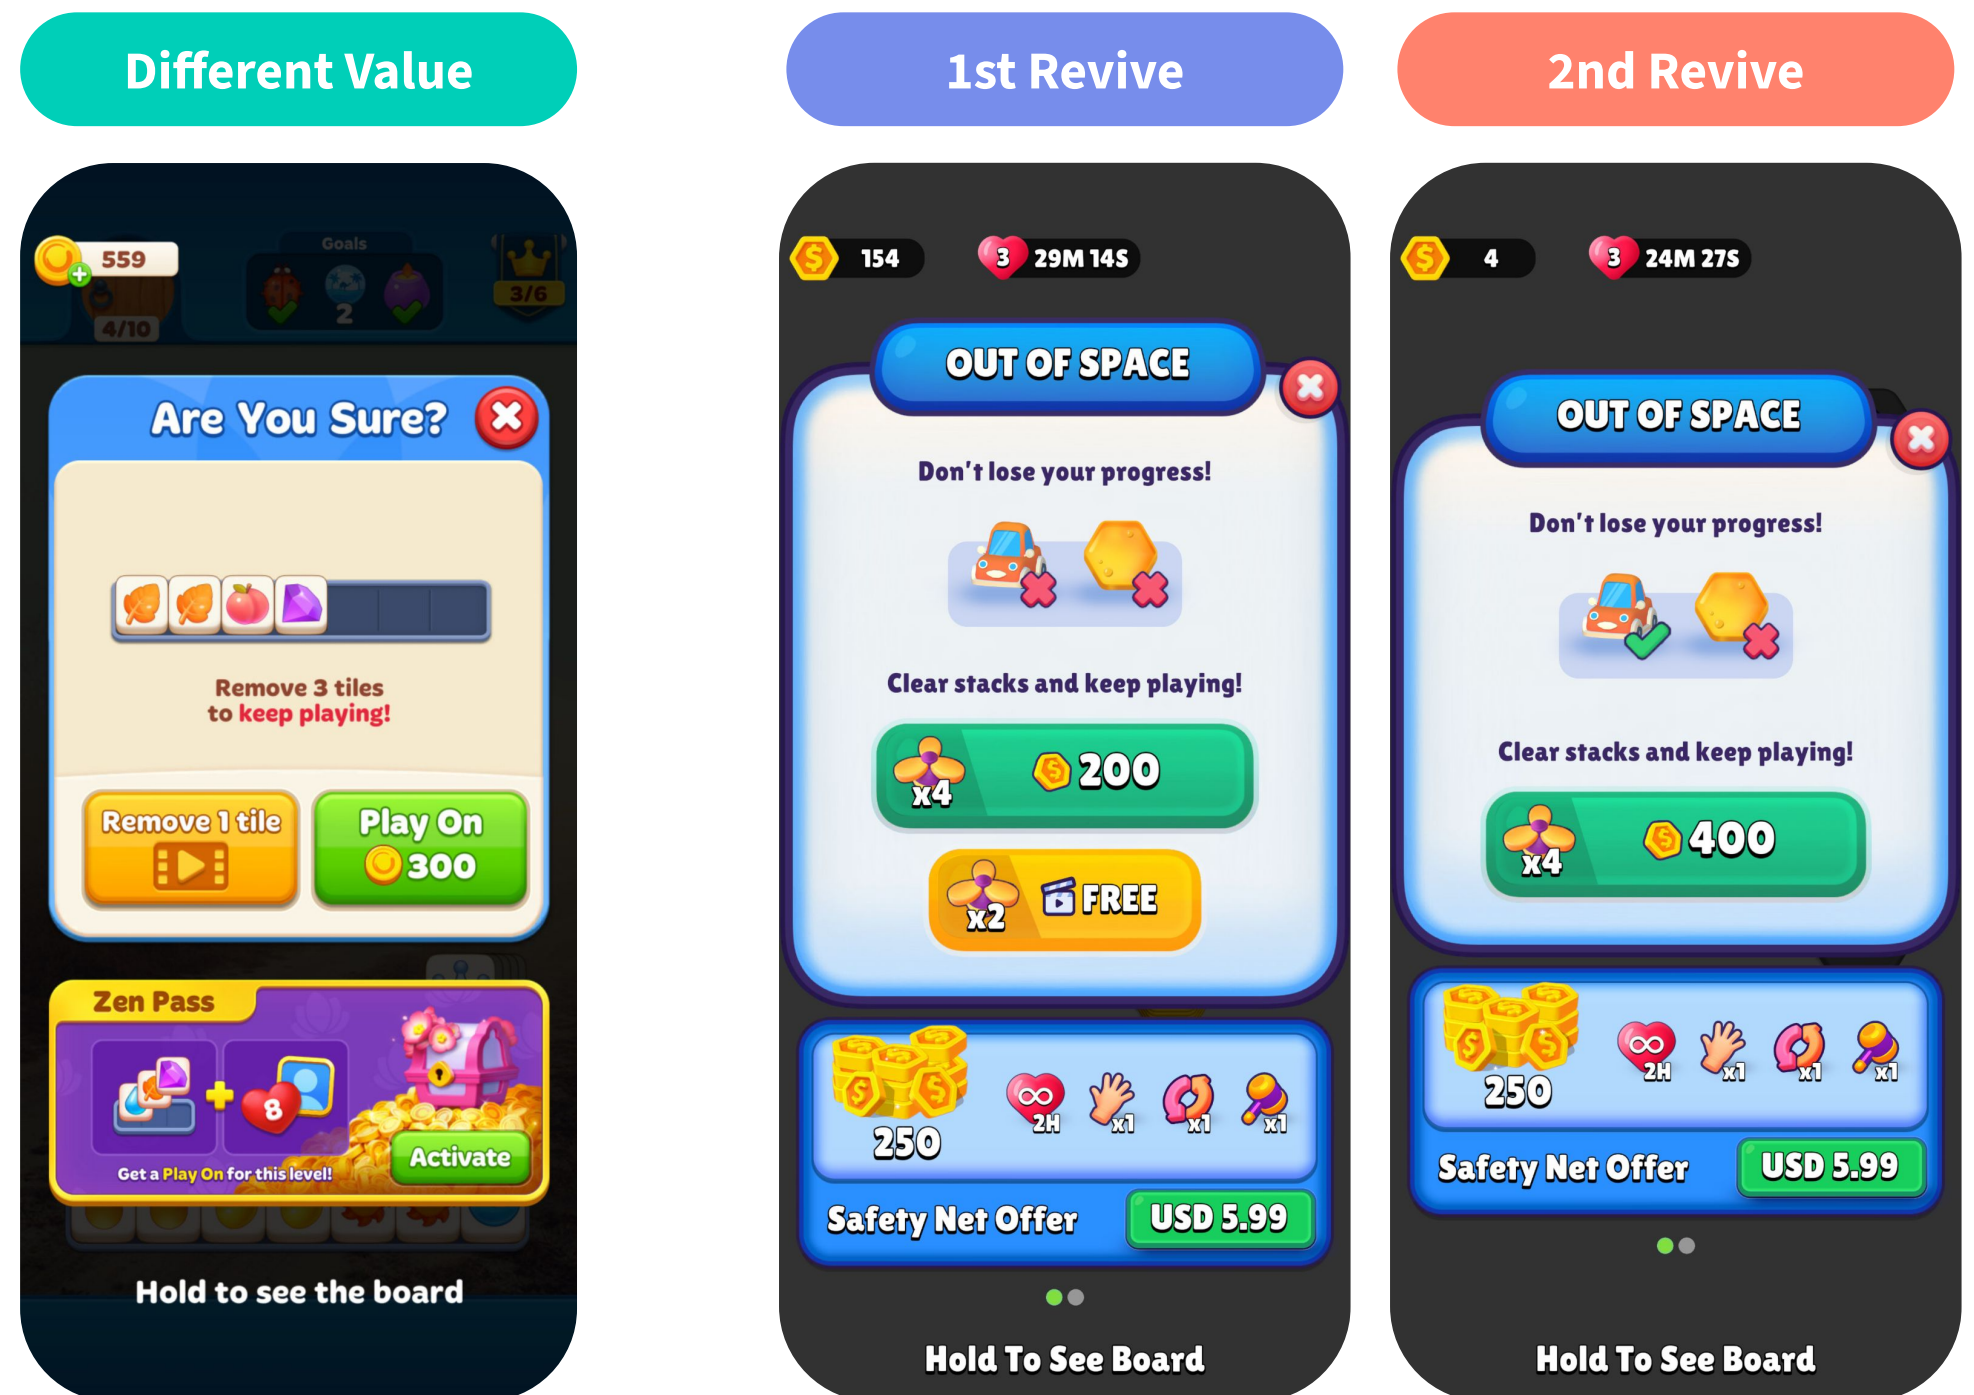 Different Value
559
Goals
4/10
2
3/6
Are You Sure?
Remove 3 tiles
to keep playing!
Remove 1 tile
Play On
300
Zen Pass
8
Get a Play On for this level!
Activate
Hold to see the board
1st Revive
154
3
29M 14S
OUT OF SPACE
Don't lose your progress!
Clear stacks and keep playing!
x4
200
x2
FREE
250
∞
2H
x1
x1
x1
Safety Net Offer
USD 5.99
Hold To See Board
2nd Revive
4
3
24M 27S
OUT OF SPACE
Don't lose your progress!
Clear stacks and keep playing!
x4
400
250
∞
2H
x1
x1
x1
Safety Net Offer
USD 5.99
Hold To See Board